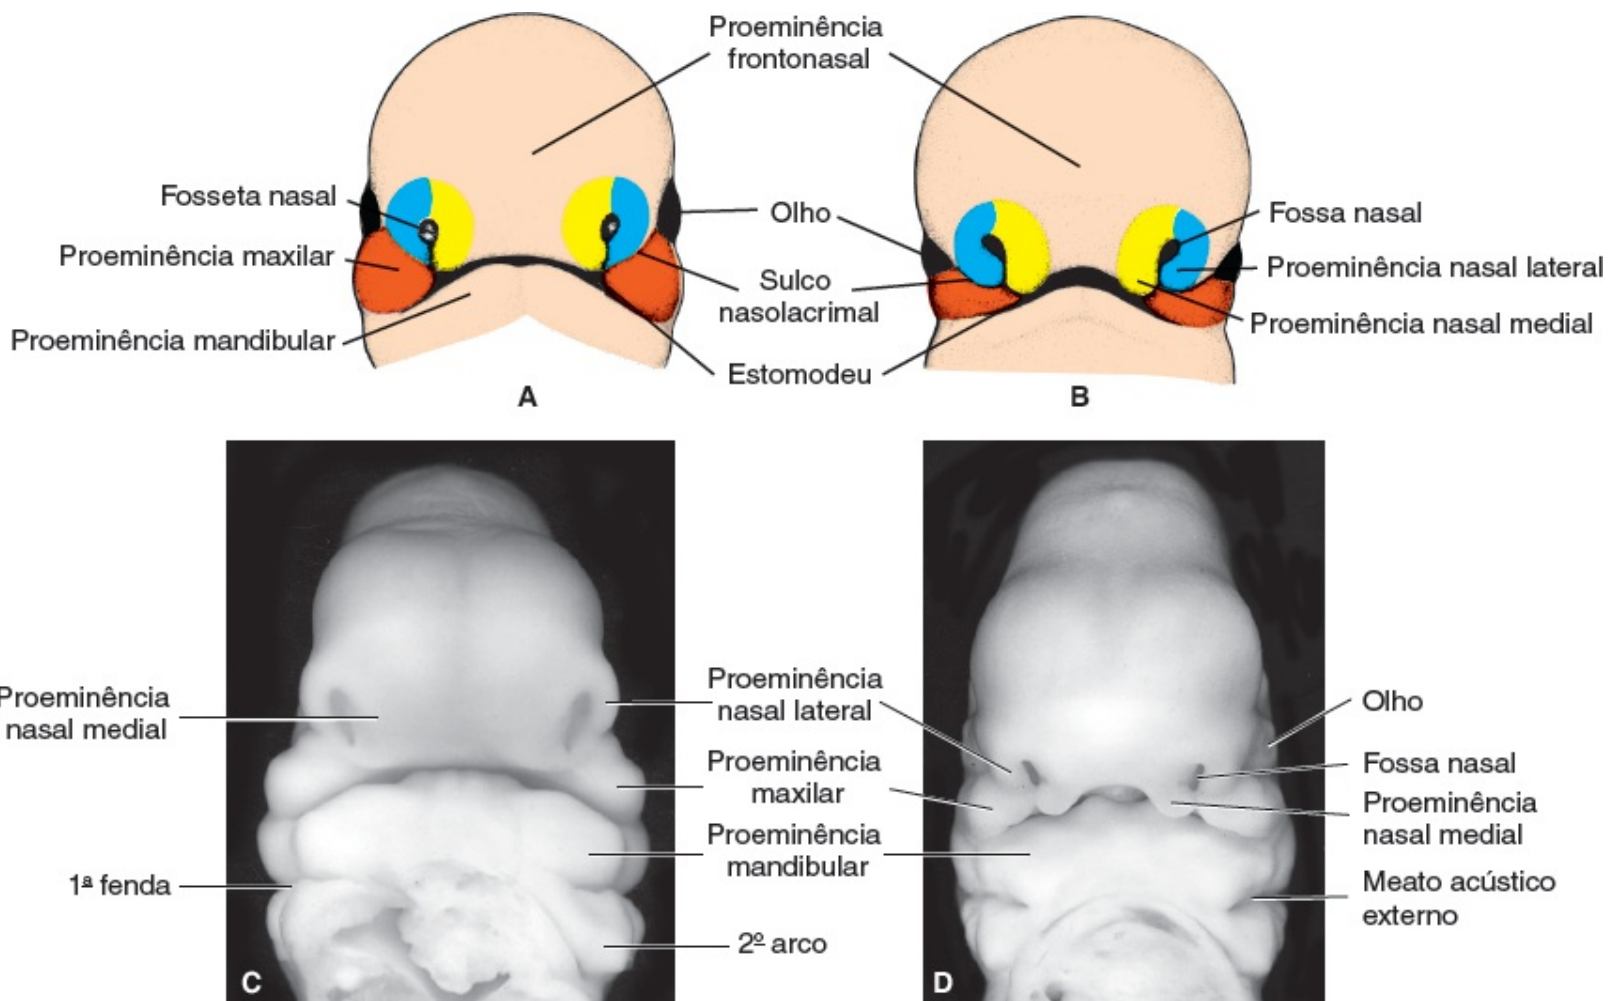 Proeminência
frontonasal
Fosseta nasal
Proeminência maxilar
Proeminência mandibular
Olho
Sulco
nasolacrimal
Estomodeu
Fossa nasal
Proeminência nasal lateral
Proeminência nasal medial
A
B
Proeminência
nasal medial
1ª fenda
Proeminência
nasal lateral
Proeminência
maxilar
Proeminência
mandibular
2º arco
Olho
Fossa nasal
Proeminência
nasal medial
Meato acústico
externo
C
D